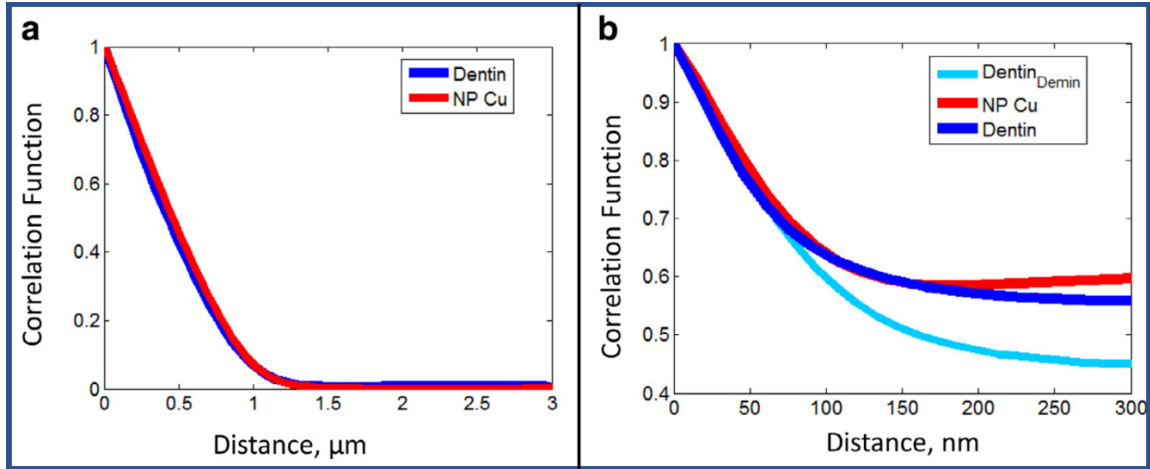 a
1
0.8
0.6
0.4
0.2
0
0 0.5 1 1.5 2 2.5 3
Correlation Function
Distance, μm
Dentin
NP Cu
b
1
0.9
0.8
0.7
0.6
0.5
0.4
0 50 100 150 200 250 300
Correlation Function
Distance, nm
Dentin Demin
NP Cu
Dentin